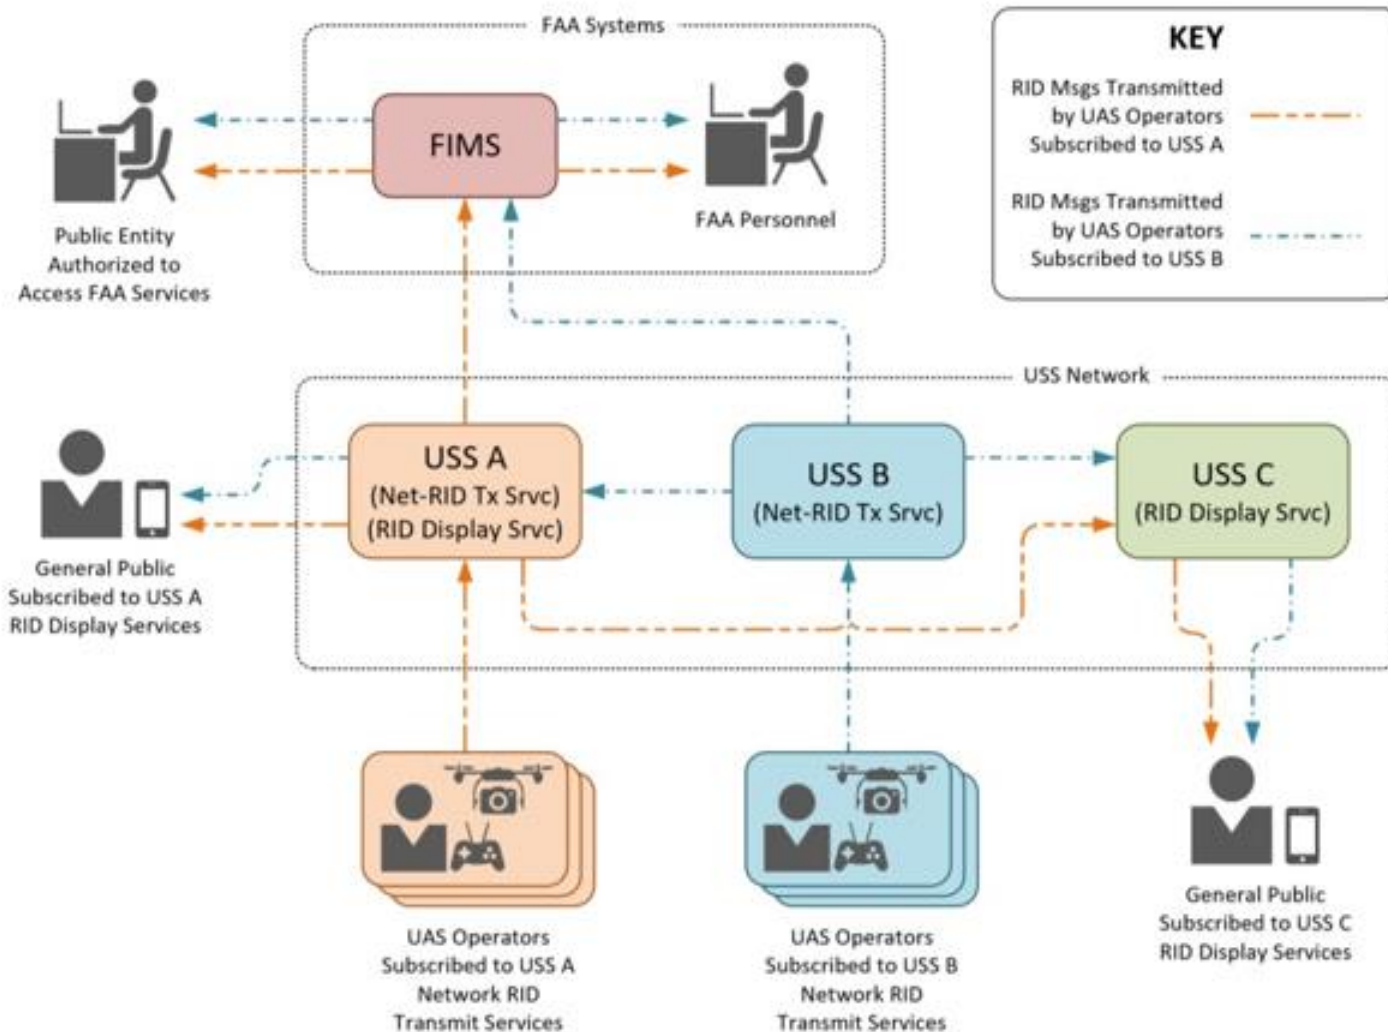 FAA Systems
KEY
RID Msgs Transmitted
by UAS Operators
Subscribed to USS A
RID Msgs Transmitted
by UAS Operators
Subscribed to USS B
FIMS
Public Entity
Authorized to
Access FAA Services
FAA Personnel
USS Network
USS A
(Net-RID Tx Srvc)
(RID Display Srvc)
USS B
(Net-RID Tx Srvc)
USS C
(RID Display Srvc)
General Public
Subscribed to USS A
RID Display Services
UAS Operators
Subscribed to USS A
Network RID
Transmit Services
UAS Operators
Subscribed to USS B
Network RID
Transmit Services
General Public
Subscribed to USS C
RID Display Services